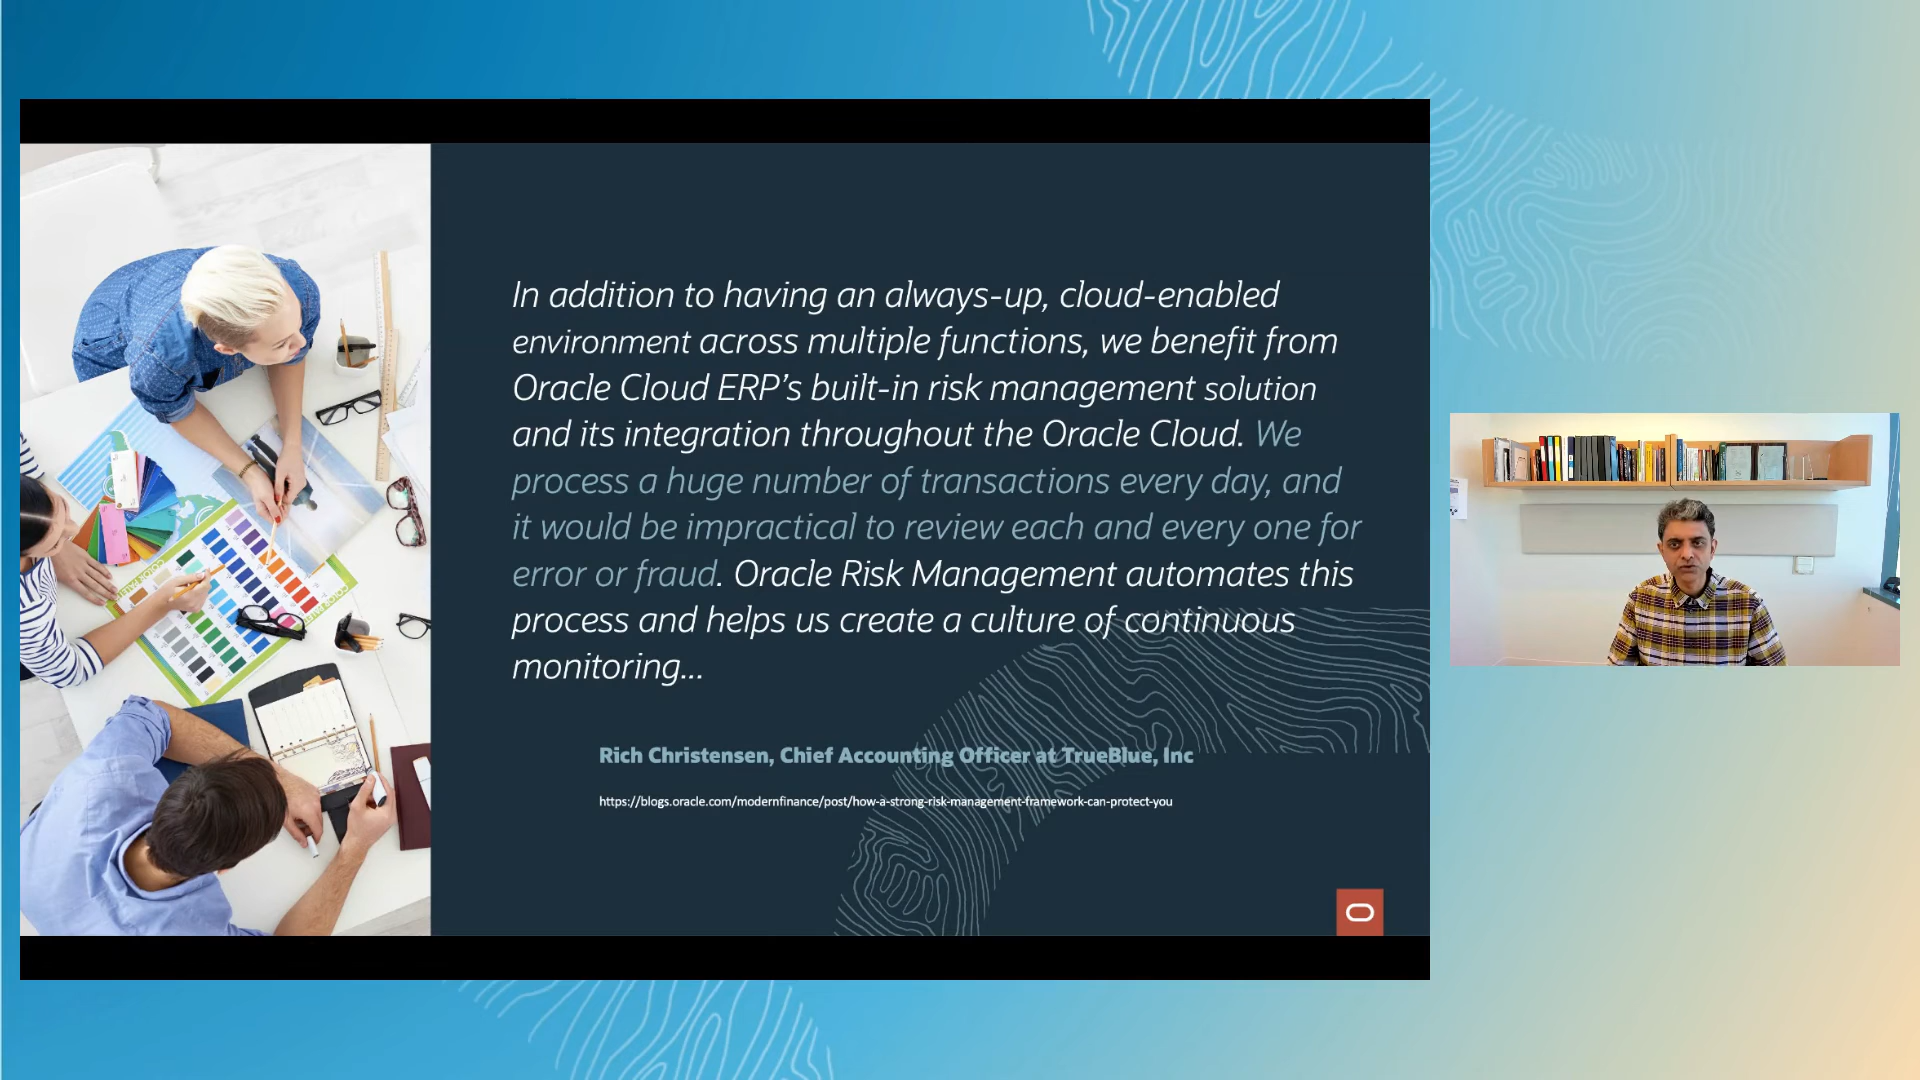 In addition to having an always-up, cloud-enabled
environment across multiple functions, we benefit from
Oracle Cloud ERP’s built-in risk management solution
and its integration throughout the Oracle Cloud. We
process a huge number of transactions every day, and
it would be impractical to review each and every one for
error or fraud. Oracle Risk Management automates this
process and helps us create a culture of continuous
monitoring...
Rich Christensen, Chief Accounting Officer at TrueBlue, Inc
https://blogs.oracle.com/modernfinance/post/how-a-strong-risk-management-framework-can-protect-you